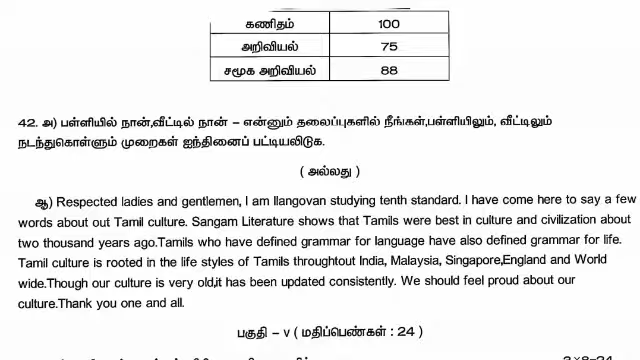 கணிதம் 100
அறிவியல் 75
சமூக அறிவியல் 88
42. அ) பள்ளியில் நான்,வீட்டில் நான் – என்னும் தலைப்புகளில் நீங்கள்,பள்ளியிலும், வீட்டிலும்
நடந்துகொள்ளும் முறைகள் ஐந்தினைப் பட்டியலிடுக.
( அல்லது )
ஆ) Respected ladies and gentlemen, I am Ilangovan studying tenth standard. I have come here to say a few
words about out Tamil culture. Sangam Literature shows that Tamils were best in culture and civilization about
two thousand years ago.Tamils who have defined grammar for language have also defined grammar for life.
Tamil culture is rooted in the life styles of Tamils throughtout India, Malaysia, Singapore,England and World
wide.Though our culture is very old,it has been updated consistently. We should feel proud about our
culture.Thank you one and all.
பகுதி – v ( மதிப்பெண்கள் : 24 )